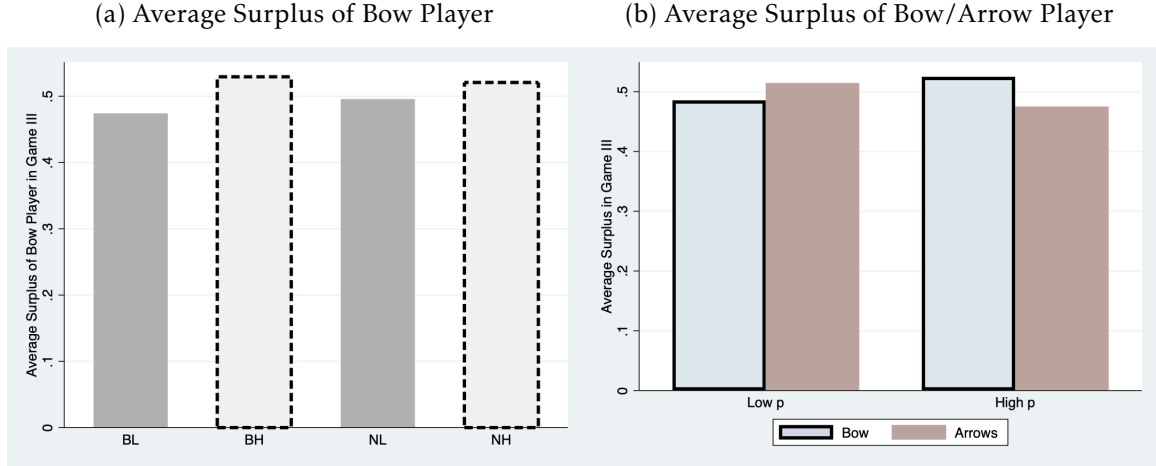 (a) Average Surplus of Bow Player
Average Surplus of Bow Player in Game III
.5
.4
.3
.2
.1
0
BL BH NL NH
(b) Average Surplus of Bow/Arrow Player
Average Surplus in Game III
.5
.4
.3
.2
.1
0
Low p High p
Bow Arrows